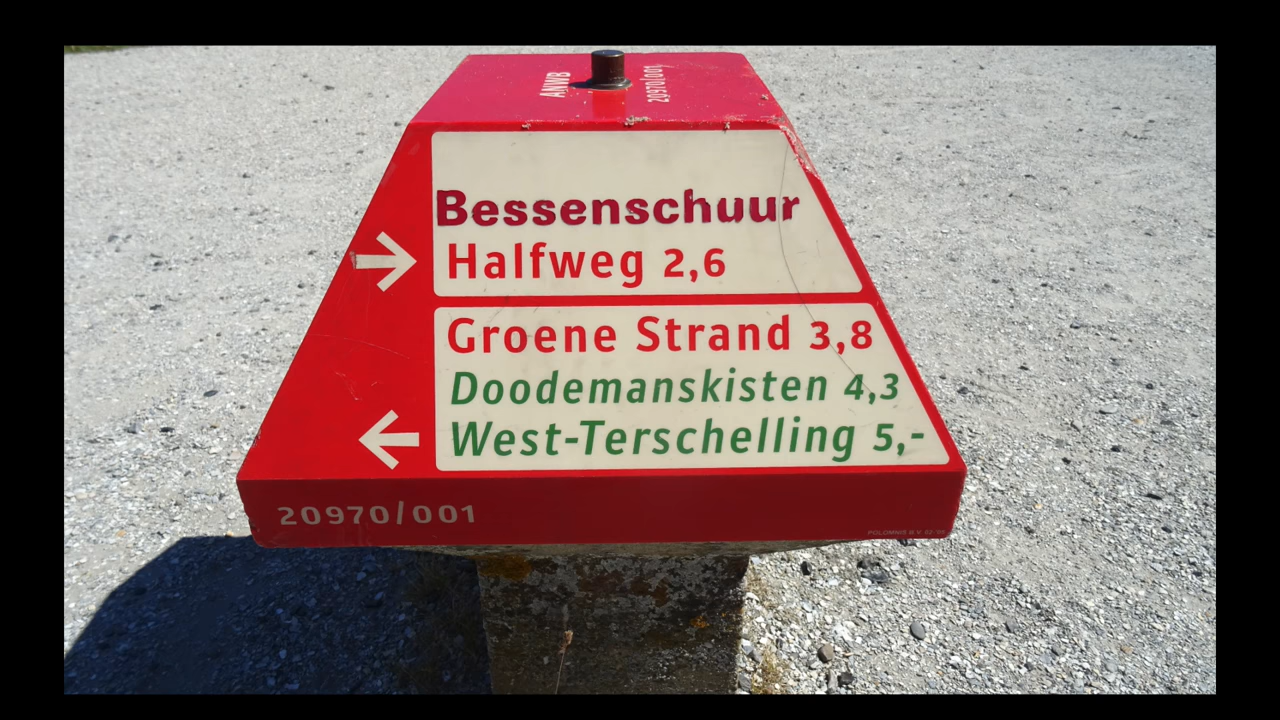 ANWB
20970/001
Bessenschuur
Halfweg 2,6
Groene Strand 3,8
Doodemanskisten 4,3
West-Terschelling 5,-
20970/001